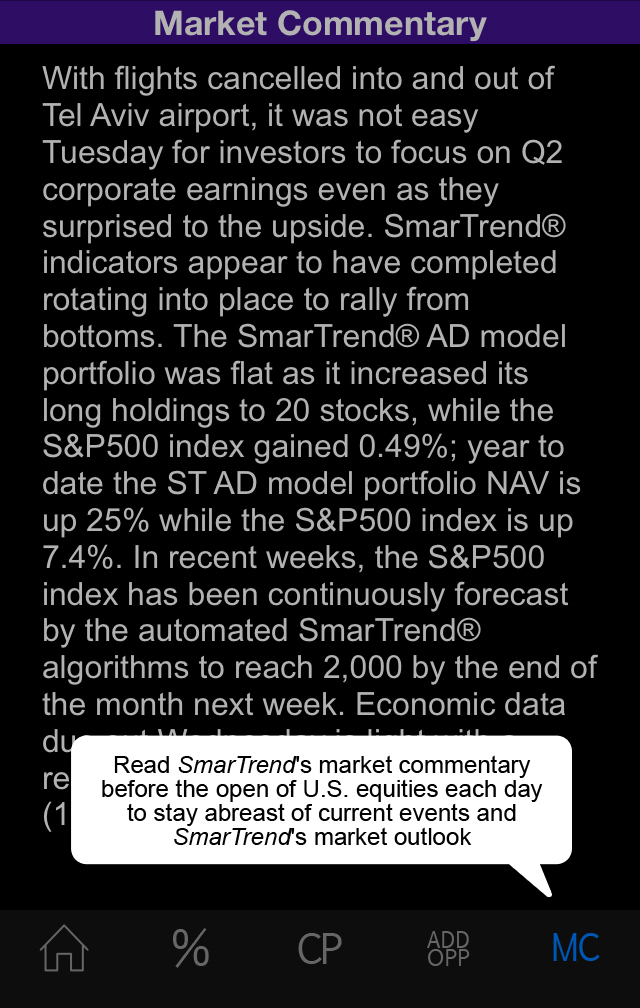 Market Commentary
With flights cancelled into and out of
Tel Aviv airport, it was not easy
Tuesday for investors to focus on Q2
corporate earnings even as they
surprised to the upside. SmarTrend®
indicators appear to have completed
rotating into place to rally from
bottoms. The SmarTrend® AD model
portfolio was flat as it increased its
long holdings to 20 stocks, while the
S&P500 index gained 0.49%; year to
date the ST AD model portfolio NAV is
up 25% while the S&P500 index is up
7.4%. In recent weeks, the S&P500
index has been continuously forecast
by the automated SmarTrend®
algorithms to reach 2,000 by the end of
the month next week. Economic data
Read SmarTrend's market commentary
before the open of U.S. equities each day
to stay abreast of current events and
SmarTrend's market outlook
% CP ADD OPP MC